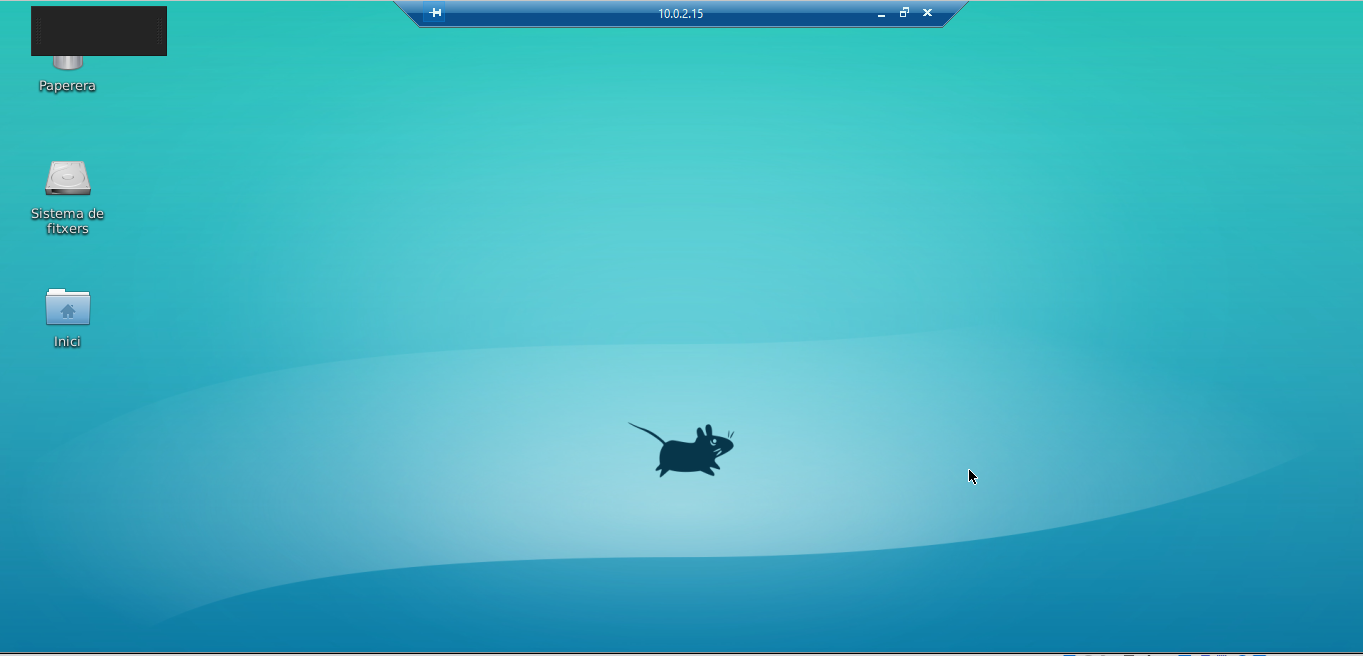 10.0.2.15
Paperera
Sistema de
fitxers
Inici